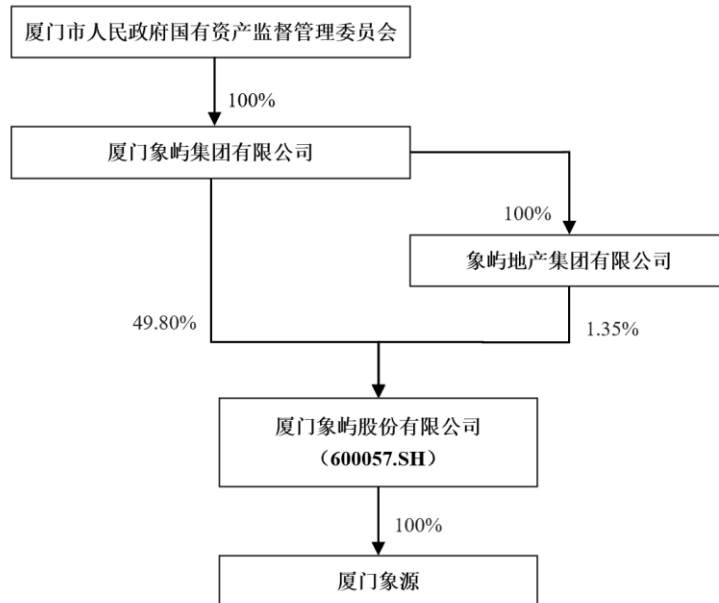 厦门市人民政府国有资产监督管理委员会
100%
厦门象屿集团有限公司
100%
象屿地产集团有限公司
49.80%
1.35%
厦门象屿股份有限公司
（600057.SH）
100%
厦门象源